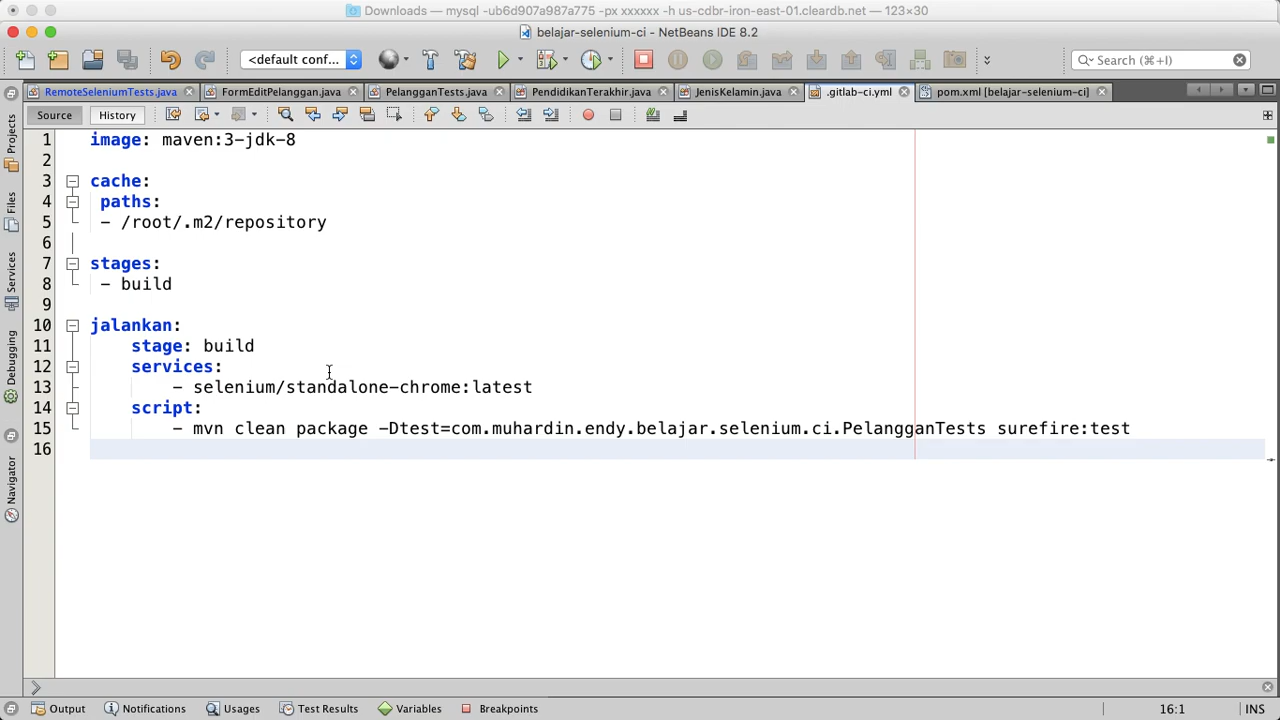 Downloads — mysql -ub6d907a987a775 -px xxxxxx -h us-cdbr-iron-east-01.cleardb.net — 123×30
belajar-selenium-ci - NetBeans IDE 8.2
<default conf...
Search (⌘+I)
RemoteSeleniumTests.java FormEditPelanggan.java PelangganTests.java PendidikanTerakhir.java JenisKelamin.java .gitlab-ci.yml pom.xml [belajar-selenium-ci]
Source History
Projects
Files
Services
Debugging
Navigator
1 image: maven:3-jdk-8
2
3 cache:
4 paths:
5 - /root/.m2/repository
6
7 stages:
8 - build
9
10 jalankan:
11 stage: build
12 services:
13 - selenium/standalone-chrome:latest
14 script:
15 - mvn clean package -Dtest=com.muhardin.endy.belajar.selenium.ci.PelangganTests surefire:test
16
Output Notifications Usages Test Results Variables Breakpoints 16:1 INS